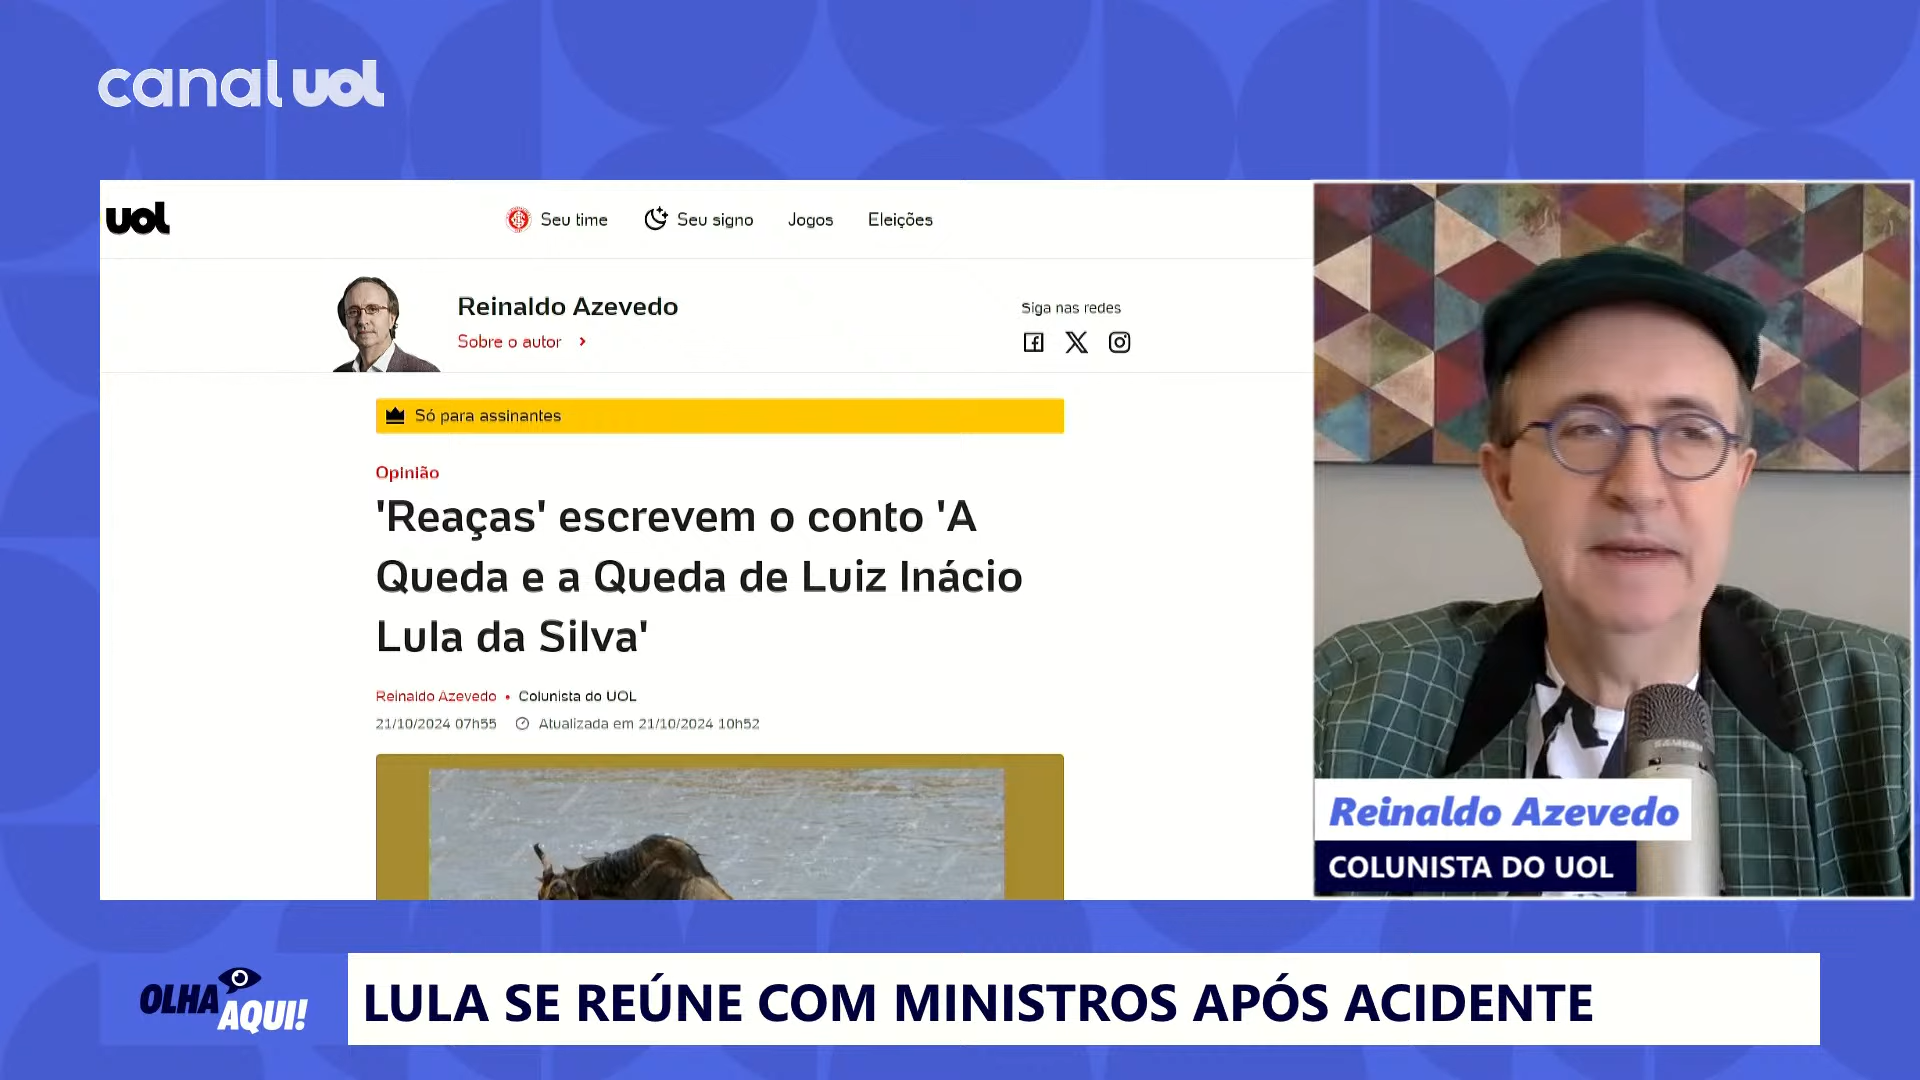 canal uol
uol
Seu time
Seu signo
Jogos
Eleições
Reinaldo Azevedo
Sobre o autor
Siga nas redes
Só para assinantes
Opinião
'Reaças' escrevem o conto 'A
Queda e a Queda de Luiz Inácio
Lula da Silva'
Reinaldo Azevedo • Colunista do UOL
21/10/2024 07h55 Atualizada em 21/10/2024 10h52
SAMSON
Reinaldo Azevedo
COLUNISTA DO UOL
OLHA
AQUI!
LULA SE REÚNE COM MINISTROS APÓS ACIDENTE